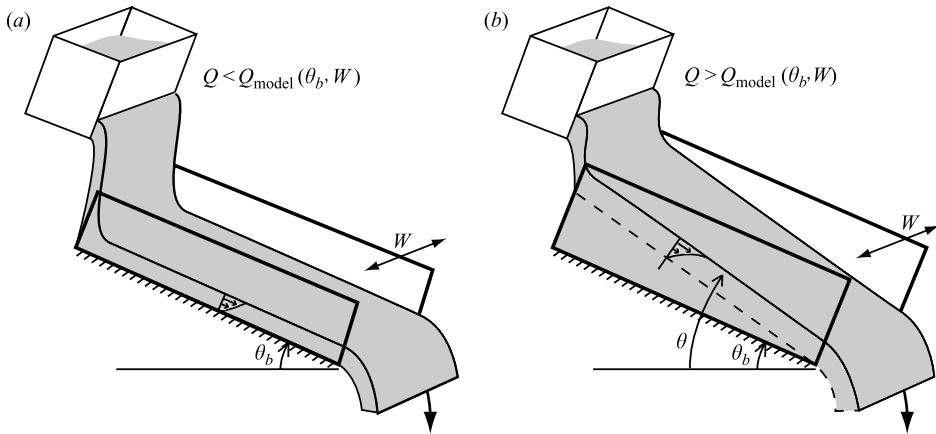 (a)
Q < Q_model (θ_b, W)
W
θ_b
(b)
Q > Q_model (θ_b, W)
W
θ
θ_b